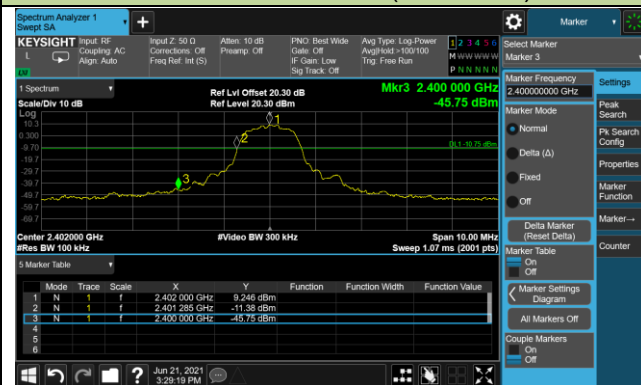 Spectrum Analyzer 1
Swept SA
Marker
KEYSIGHT Input: RF Input Z: 50 Ω Atten: 10 dB PNO: Best Wide Avg Type: Log-Power 1 2 3 4 5 6
L Coupling: AC Corrections: Off Preamp: Off Gate: Off Avg|Hold:>100/100 M W W W W W
Align: Auto Freq Ref: Int (S) IF Gain: Low Trig: Free Run P N N N N N
Sig Track: Off
Select Marker
Marker 3
1 Spectrum
Ref Lvl Offset 20.30 dB
Mkr3 2.400 000 GHz
Scale/Div 10 dB
Ref Level 20.30 dBm
-45.75 dBm
Log
10.3
0.300
-9.70
-19.7
-29.7
-39.7
-49.7
-59.7
-69.7
1
2
3
DL1 -10.75 dBm
Center 2.402000 GHz
#Video BW 300 kHz
Span 10.00 MHz
#Res BW 100 kHz
Sweep 1.07 ms (2001 pts)
5 Marker Table
Mode Trace Scale X Y Function Function Width Function Value
1 N 1 f 2.402 000 GHz 9.246 dBm
2 N 1 f 2.401 285 GHz -11.38 dBm
3 N 1 f 2.400 000 GHz -45.75 dBm
4
5
6
Marker Frequency
2.400000000 GHz
Marker Mode
Normal
Delta (Δ)
Fixed
Off
Delta Marker
(Reset Delta)
Marker Table
On
Off
Marker Settings
Diagram
All Markers Off
Couple Markers
On
Off
Settings
Peak
Search
Pk Search
Config
Properties
Marker
Function
Marker→
Counter
Jun 21, 2021
3:29:19 PM